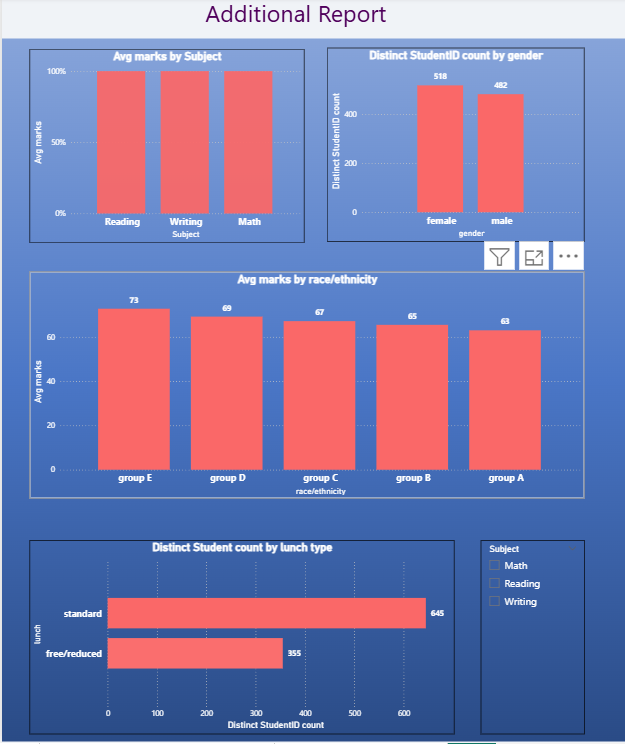 Additional Report
Avg marks by Subject
Avg marks
100%
50%
0%
Reading Writing Math
Subject
Distinct StudentID count by gender
Distinct StudentID count
400
200
0
518
482
female male
gender
Avg marks by race/ethnicity
Avg marks
60
40
20
0
73
69
67
65
63
group E group D group C group B group A
race/ethnicity
Distinct Student count by lunch type
lunch
standard
645
free/reduced
355
0 100 200 300 400 500 600
Distinct StudentID count
Subject
Math
Reading
Writing